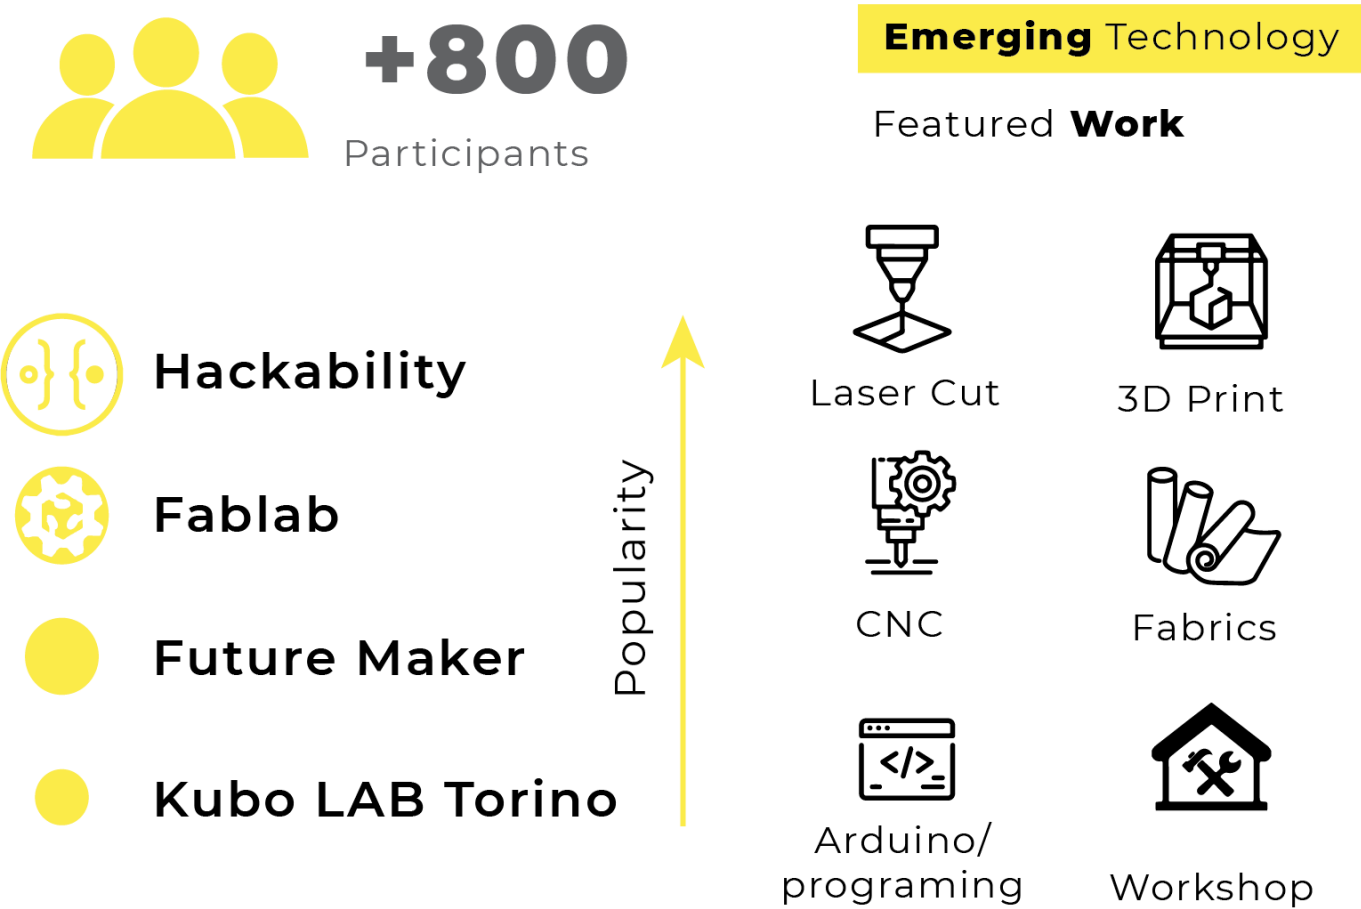 +800
Participants
Emerging Technology
Featured Work
Hackability
Fablab
Future Maker
Kubo LAB Torino
Popularity
Laser Cut
3D Print
CNC
Fabrics
</>
Arduino/
programing
Workshop